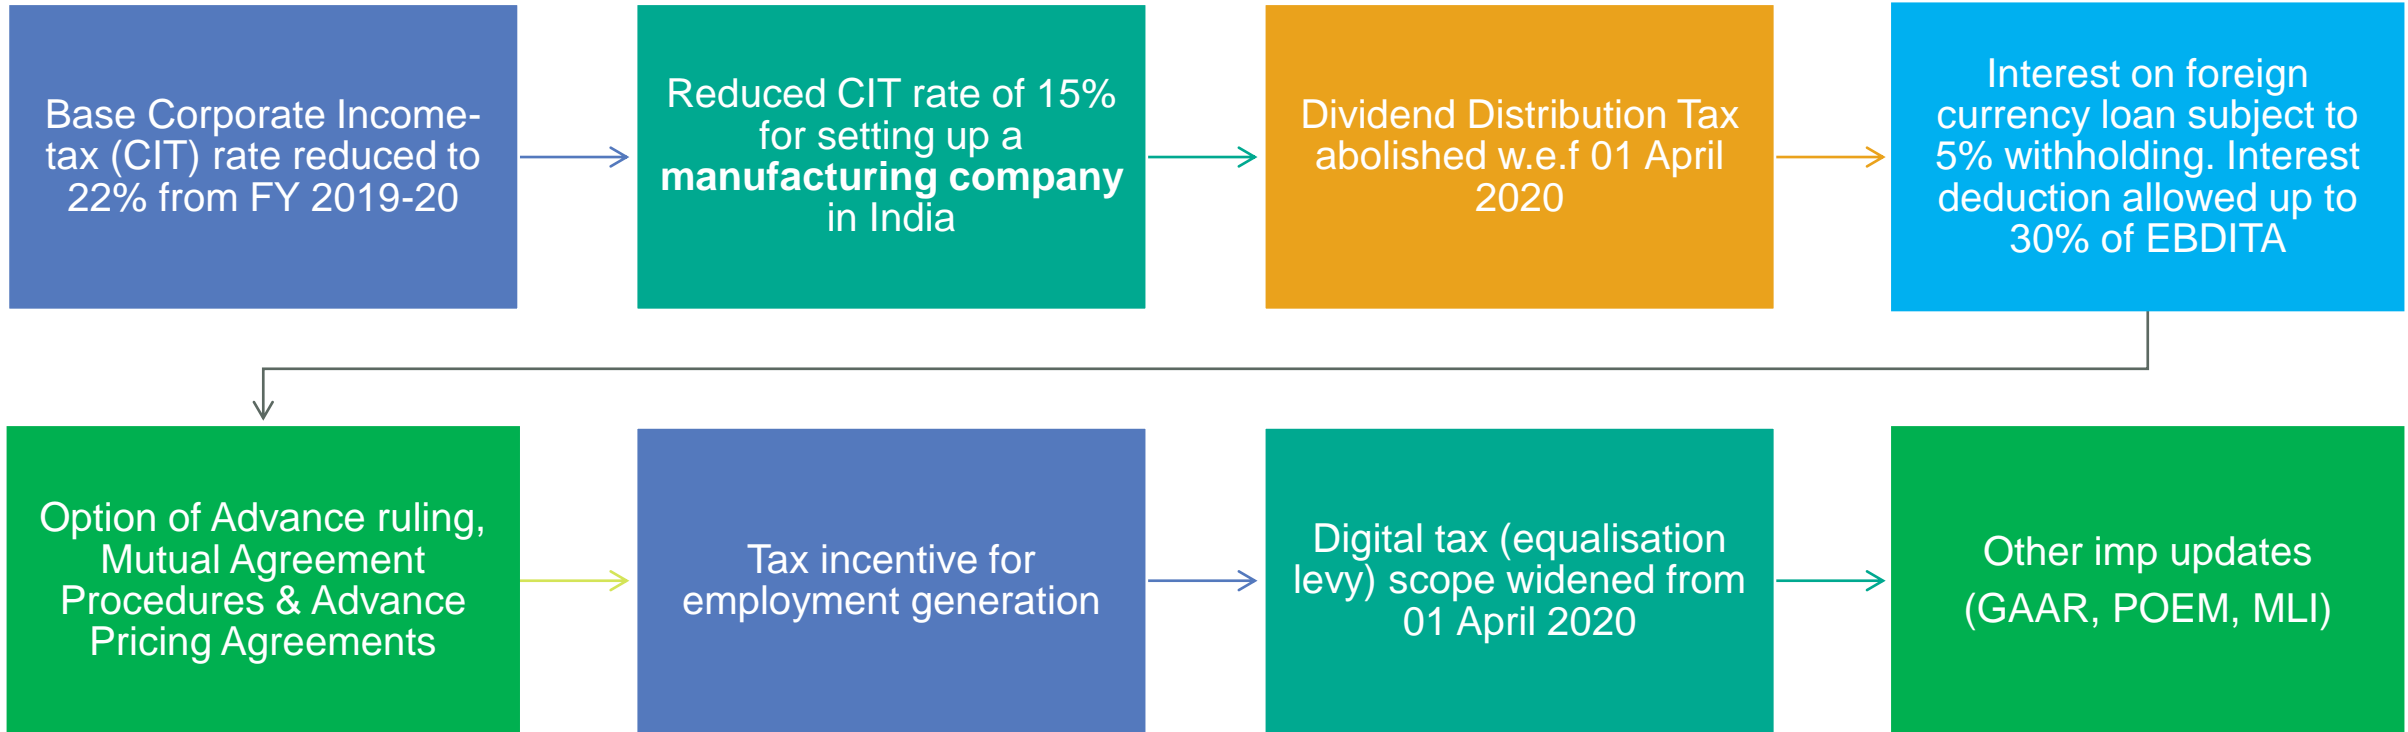 Base Corporate Income-
tax (CIT) rate reduced to
22% from FY 2019-20
Reduced CIT rate of 15%
for setting up a
manufacturing company
in India
Dividend Distribution Tax
abolished w.e.f 01 April
2020
Interest on foreign
currency loan subject to
5% withholding. Interest
deduction allowed up to
30% of EBDITA
Option of Advance ruling,
Mutual Agreement
Procedures & Advance
Pricing Agreements
Tax incentive for
employment generation
Digital tax (equalisation
levy) scope widened from
01 April 2020
Other imp updates
(GAAR, POEM, MLI)